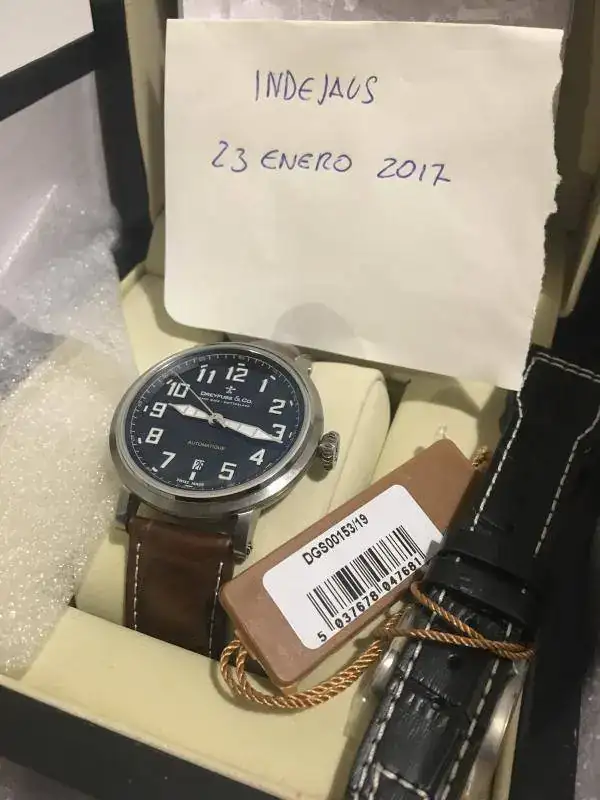 INDEJAUS
23 ENERO 2017
11 12 1
10 2
9 3
8 4
7 5
DREYFUSS & CO.
AUTOMATIQUE
SWISS MADE
DGS00153/19
5 037678 047681